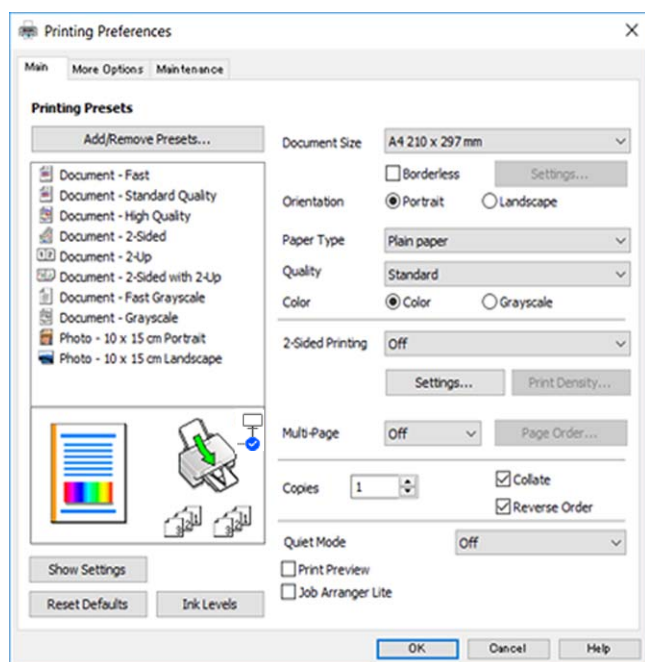 Printing Preferences
Main More Options Maintenance
Printing Presets
Add/Remove Presets...
Document - Fast
Document - Standard Quality
Document - High Quality
Document - 2-Sided
Document - 2-Up
Document - 2-Sided with 2-Up
Document - Fast Grayscale
Document - Grayscale
Photo - 10 x 15 cm Portrait
Photo - 10 x 15 cm Landscape
Show Settings
Reset Defaults Ink Levels
Document Size A4 210 x 297 mm
Borderless Settings...
Orientation Portrait Landscape
Paper Type Plain paper
Quality Standard
Color Color Grayscale
2-Sided Printing Off
Settings... Print Density...
Multi-Page Off Page Order...
Copies 1 Collate
Reverse Order
Quiet Mode Off
Print Preview
Job Arranger Lite
OK Cancel Help